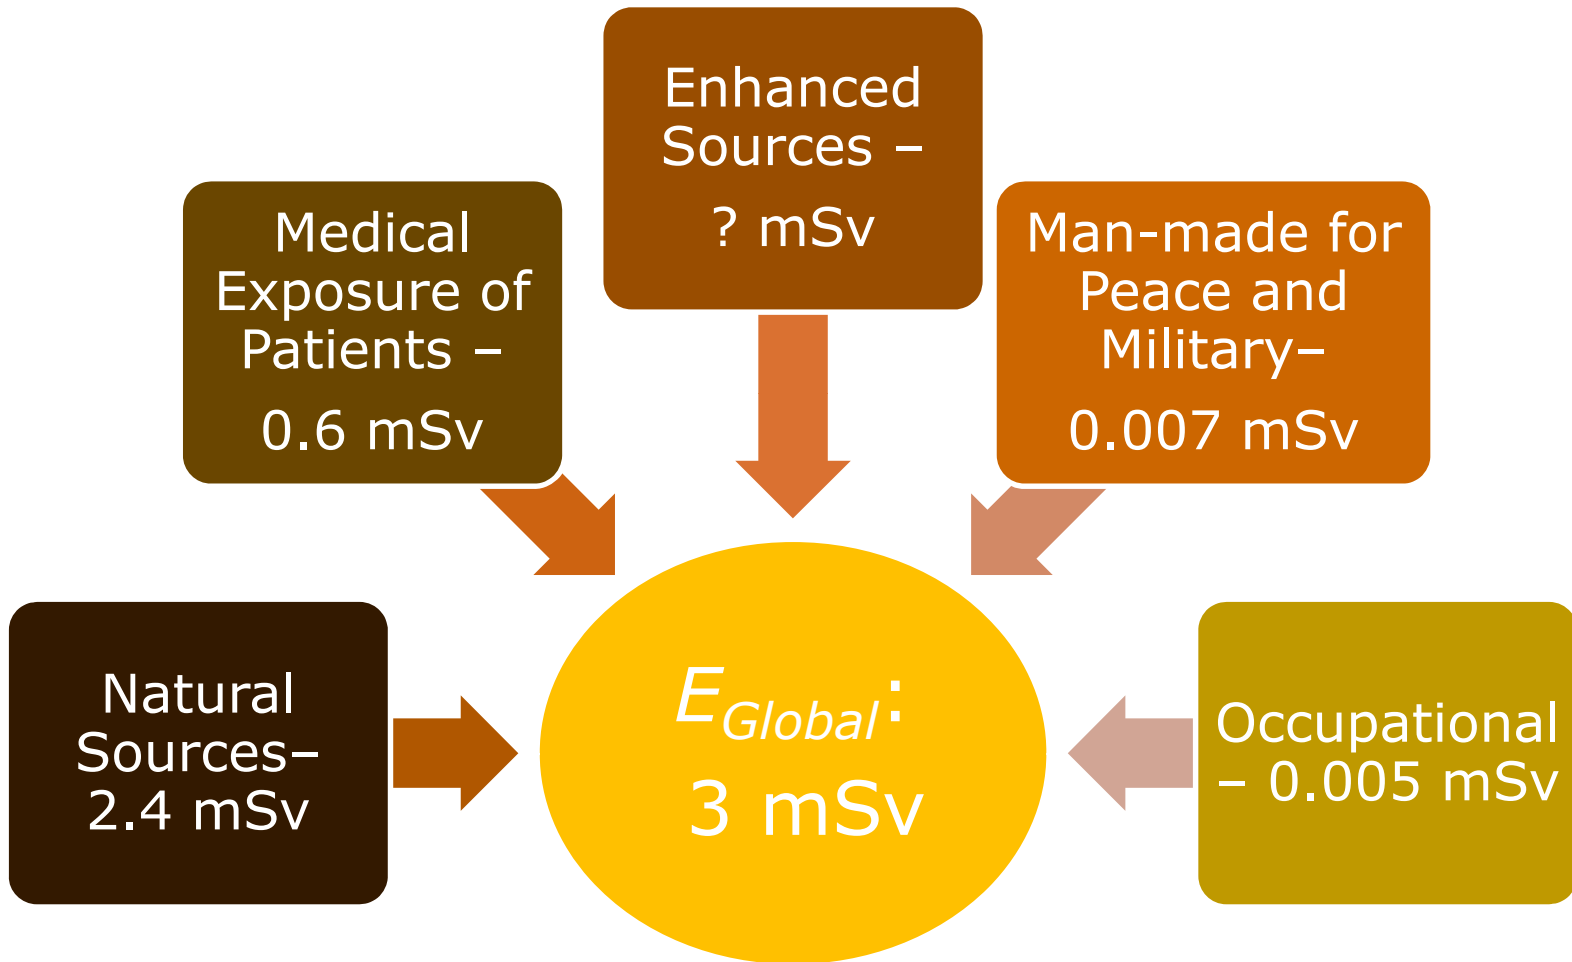 Enhanced
Sources –
? mSv
Medical
Exposure of
Patients –
0.6 mSv
Man-made for
Peace and
Military–
0.007 mSv
Natural
Sources–
2.4 mSv
E Global:
3 mSv
Occupational
– 0.005 mSv